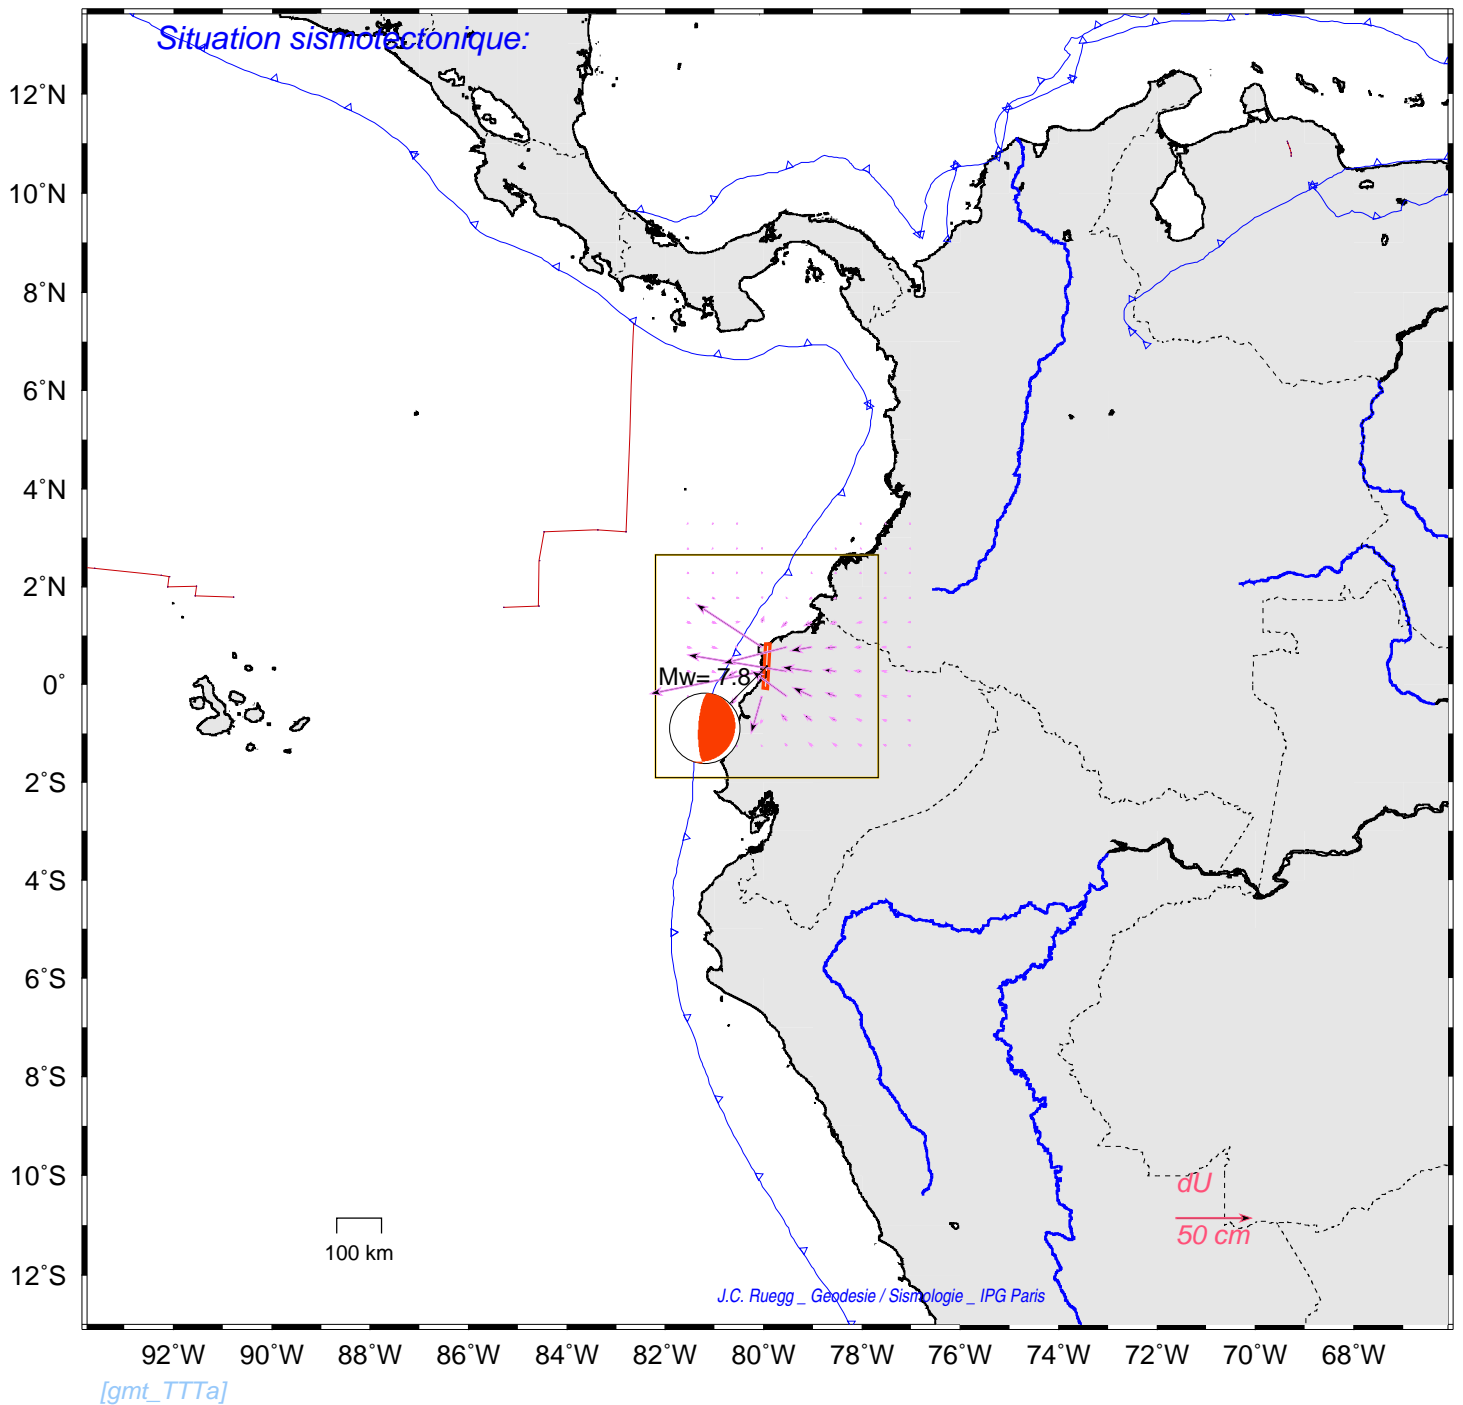 Situation sismotectonique:
12°N
10°N
8°N
6°N
4°N
2°N
0°
2°S
4°S
6°S
8°S
10°S
12°S
Mw= 7.8
dU
50 cm
100 km
J.C. Ruegg _ Geodesie / Sismologie _ IPG Paris
92°W 90°W 88°W 86°W 84°W 82°W 80°W 78°W 76°W 74°W 72°W 70°W 68°W
[gmt_TTTa]